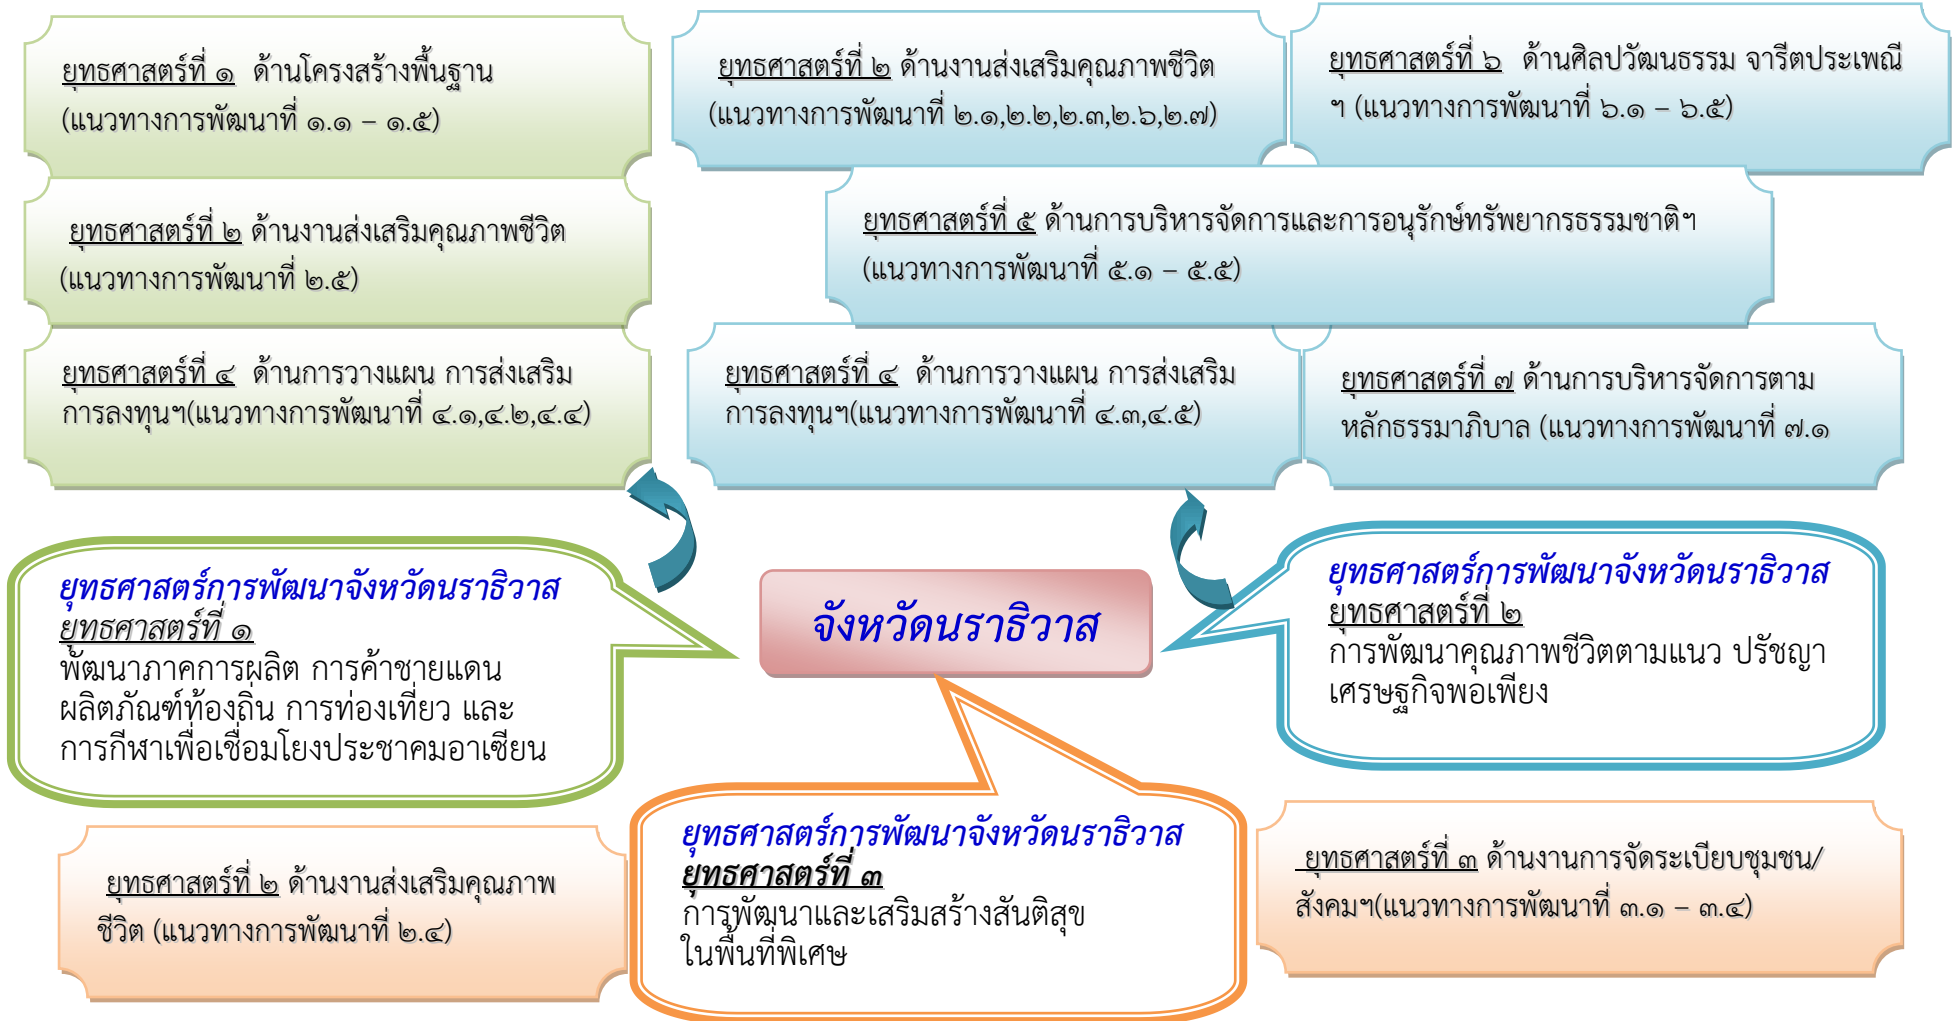 ยุทธศาสตร์ที่ ๑ ด้านโครงสร้างพื้นฐาน
(แนวทางการพัฒนาที่ ๑.๑ – ๑.๕)
ยุทธศาสตร์ที่ ๒ ด้านงานส่งเสริมคุณภาพชีวิต
(แนวทางการพัฒนาที่ ๒.๑,๒.๒,๒.๓,๒.๖,๒.๗)
ยุทธศาสตร์ที่ ๖ ด้านศิลปวัฒนธรรม จารีตประเพณี
ฯ (แนวทางการพัฒนาที่ ๖.๑ – ๖.๕)
ยุทธศาสตร์ที่ ๒ ด้านงานส่งเสริมคุณภาพชีวิต
(แนวทางการพัฒนาที่ ๒.๕)
ยุทธศาสตร์ที่ ๕ ด้านการบริหารจัดการและการอนุรักษ์ทรัพยากรธรรมชาติฯ
(แนวทางการพัฒนาที่ ๕.๑ – ๕.๕)
ยุทธศาสตร์ที่ ๔ ด้านการวางแผน การส่งเสริม
การลงทุนฯ(แนวทางการพัฒนาที่ ๔.๑,๔.๒,๔.๔)
ยุทธศาสตร์ที่ ๔ ด้านการวางแผน การส่งเสริม
การลงทุนฯ(แนวทางการพัฒนาที่ ๔.๓,๔.๕)
ยุทธศาสตร์ที่ ๗ ด้านการบริหารจัดการตาม
หลักธรรมาภิบาล (แนวทางการพัฒนาที่ ๗.๑
ยุทธศาสตร์การพัฒนาจังหวัดนราธิวาส
ยุทธศาสตร์ที่ ๑
พัฒนาภาคการผลิต การค้าชายแดน
ผลิตภัณฑ์ท้องถิ่น การท่องเที่ยว และ
การกีฬาเพื่อเชื่อมโยงประชาคมอาเซียน
จังหวัดนราธิวาส
ยุทธศาสตร์การพัฒนาจังหวัดนราธิวาส
ยุทธศาสตร์ที่ ๒
การพัฒนาคุณภาพชีวิตตามแนว ปรัชญา
เศรษฐกิจพอเพียง
ยุทธศาสตร์ที่ ๒ ด้านงานส่งเสริมคุณภาพ
ชีวิต (แนวทางการพัฒนาที่ ๒.๔)
ยุทธศาสตร์การพัฒนาจังหวัดนราธิวาส
ยุทธศาสตร์ที่ ๓
การพัฒนาและเสริมสร้างสันติสุข
ในพื้นที่พิเศษ
ยุทธศาสตร์ที่ ๓ ด้านงานการจัดระเบียบชุมชน/
สังคมฯ(แนวทางการพัฒนาที่ ๓.๑ – ๓.๔)